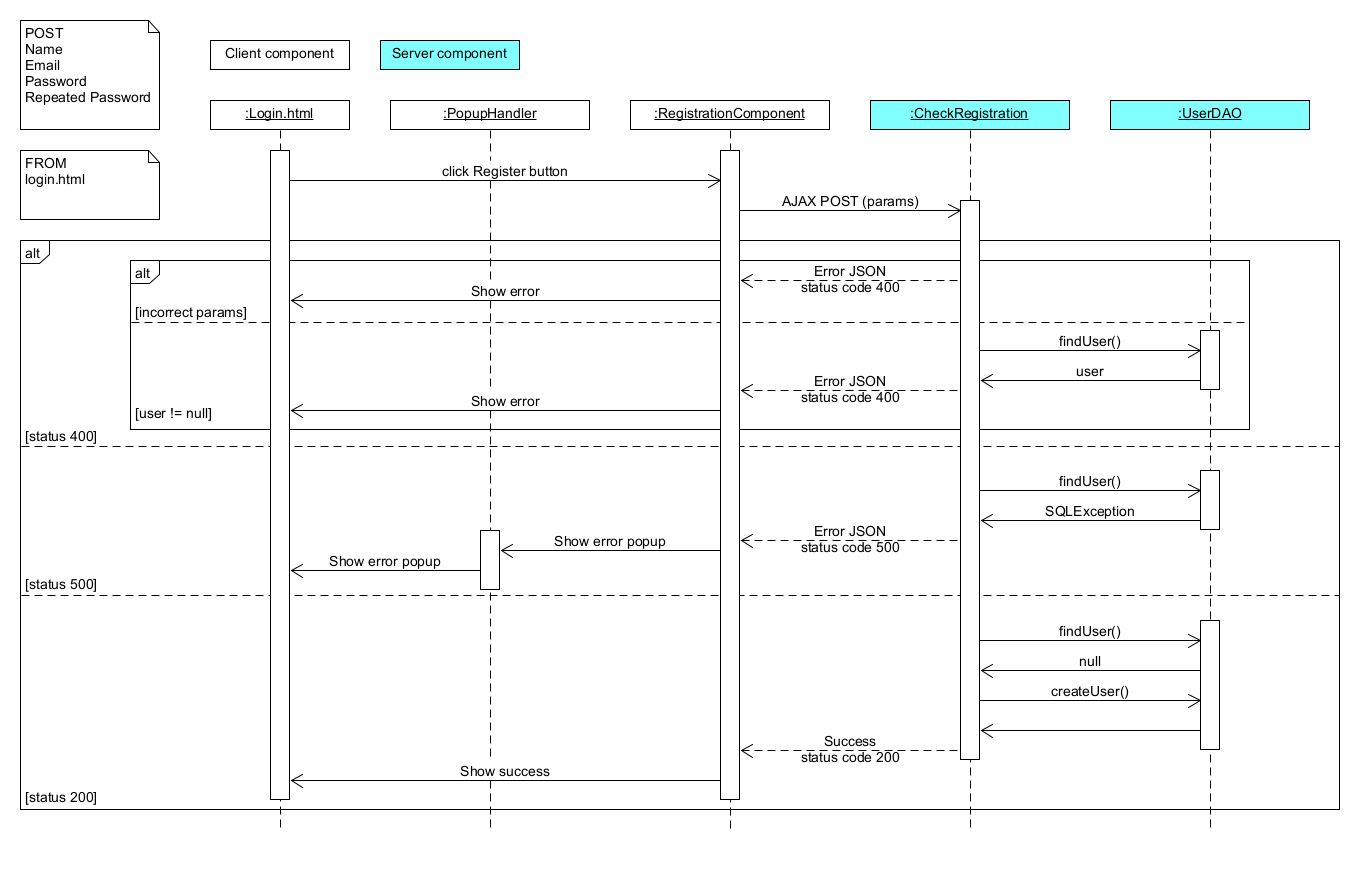 POST
Name
Email
Password
Repeated Password
Client component
Server component
:Login.html
:PopupHandler
:RegistrationComponent
:CheckRegistration
:UserDAO
FROM
login.html
click Register button
AJAX POST (params)
alt
alt
Error JSON
status code 400
Show error
[incorrect params]
findUser()
user
Error JSON
status code 400
Show error
[user != null]
[status 400]
findUser()
SQLException
Error JSON
status code 500
Show error popup
Show error popup
[status 500]
findUser()
null
createUser()
Success
status code 200
Show success
[status 200]